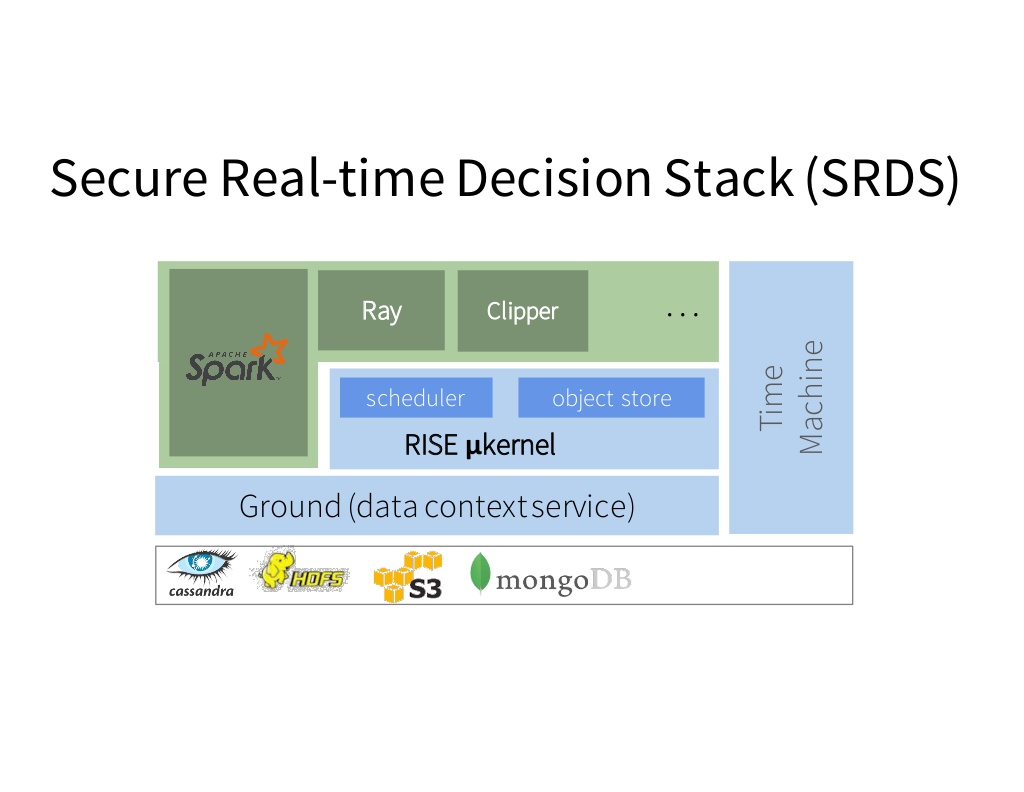 Secure Real-time Decision Stack (SRDS)
Ray
Clipper
. . .
APACHE
Spark
TM
scheduler
object store
RISE µkernel
Time
Machine
Ground (data context service)
cassandra
HDFS
S3
mongoDB